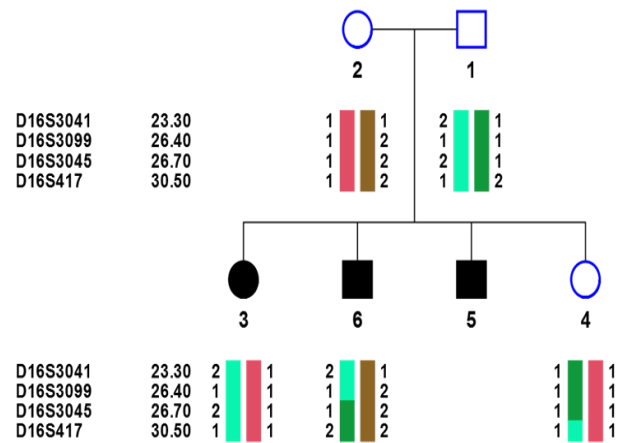 2 1
D16S3041 23.30 1 1 2 1
D16S3099 26.40 1 2 1 1
D16S3045 26.70 1 2 2 1
D16S417 30.50 1 2 1 2
3 6 5 4
D16S3041 23.30 2 1 2 1 1 1
D16S3099 26.40 1 1 1 2 1 1
D16S3045 26.70 2 1 1 2 1 1
D16S417 30.50 1 1 2 2 1 1